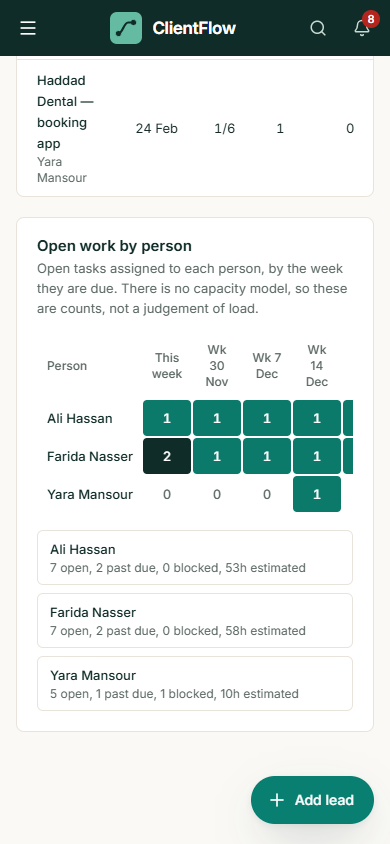 ClientFlow
8
Haddad
Dental —
booking
app
Yara
Mansour
24 Feb
1/6
1
0
Open work by person
Open tasks assigned to each person, by the week
they are due. There is no capacity model, so these
are counts, not a judgement of load.
Person
This
week
Wk
30
Nov
Wk 7
Dec
Wk
14
Dec
Ali Hassan 1 1 1 1
Farida Nasser 2 1 1 1
Yara Mansour 0 0 0 1
Ali Hassan
7 open, 2 past due, 0 blocked, 53h estimated
Farida Nasser
7 open, 2 past due, 0 blocked, 58h estimated
Yara Mansour
5 open, 1 past due, 1 blocked, 10h estimated
Add lead